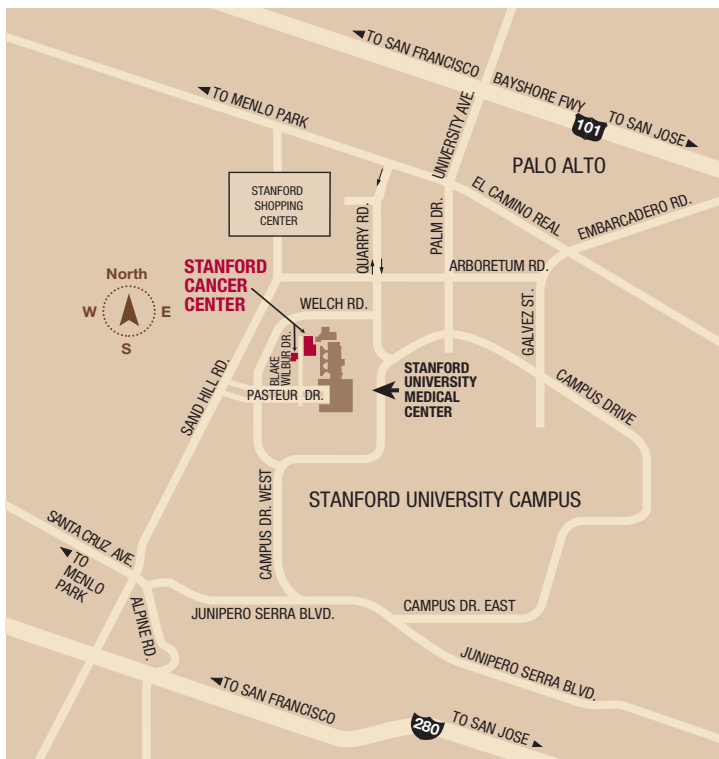 TO SAN FRANCISCO
BAYSHORE FWY
101
TO SAN JOSE
TO MENLO PARK
UNIVERSITY AVE.
PALO ALTO
STANFORD
SHOPPING
CENTER
QUARRY RD.
PALM DR.
EL CAMINO REAL
EMBARCADERO RD.
North
W
E
S
STANFORD
CANCER
CENTER
ARBORETUM RD.
WELCH RD.
GALVEZ ST.
SAND HILL RD.
BLAKE
WILBUR DR.
PASTEUR DR.
STANFORD
UNIVERSITY
MEDICAL
CENTER
CAMPUS DRIVE
CAMPUS DR. WEST
STANFORD UNIVERSITY CAMPUS
SANTA CRUZ AVE.
TO
MENLO
PARK
ALPINE RD.
JUNIPERO SERRA BLVD.
CAMPUS DR. EAST
JUNIPERO SERRA BLVD.
TO SAN FRANCISCO
280
TO SAN JOSE